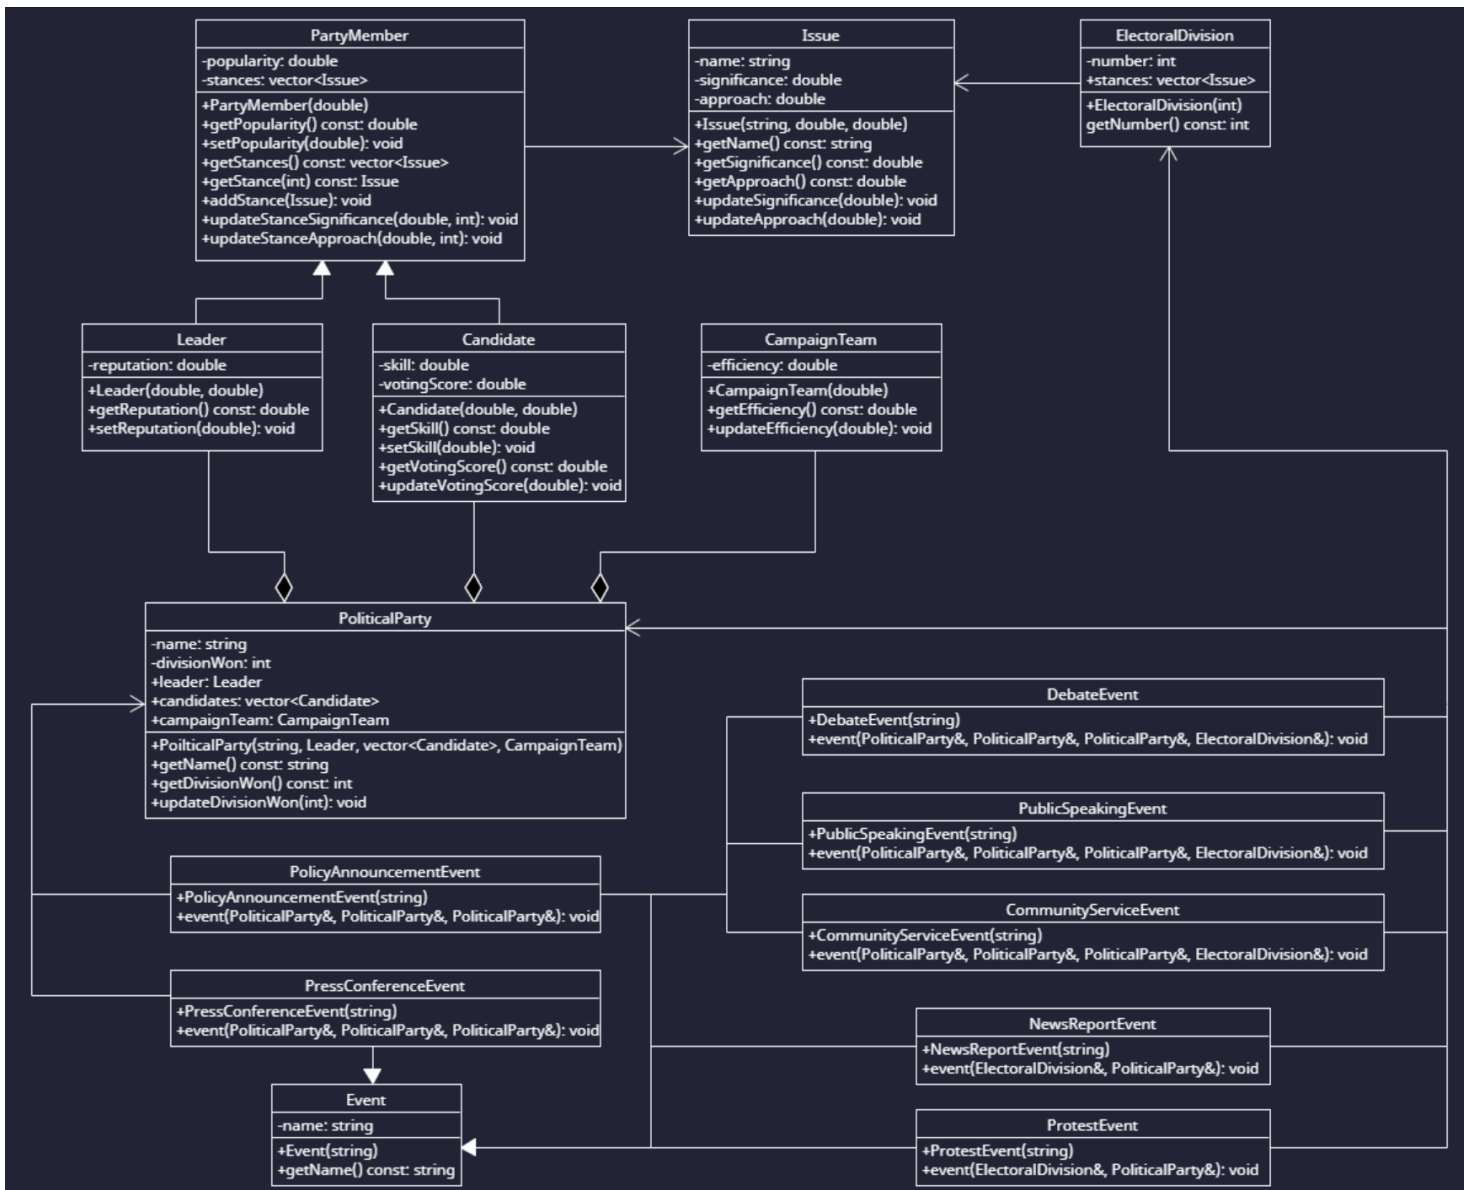 PartyMember
-popularity: double
-stances: vector<Issue>
+PartyMember(double)
+getPopularity() const: double
+setPopularity(double): void
+getStances() const: vector<Issue>
+getStance(int) const: Issue
+addStance(Issue): void
+updateStanceSignificance(double, int): void
+updateStanceApproach(double, int): void
Issue
-name: string
-significance: double
-approach: double
+Issue(string, double, double)
+getName() const: string
+getSignificance() const: double
+getApproach() const: double
+updateSignificance(double): void
+updateApproach(double): void
ElectoralDivision
-number: int
+stances: vector<Issue>
+ElectoralDivision(int)
getNumber() const: int
Leader
-reputation: double
+Leader(double, double)
+getReputation() const: double
+setReputation(double): void
Candidate
-skill: double
-votingScore: double
+Candidate(double, double)
+getSkill() const: double
+setSkill(double): void
+getVotingScore() const: double
+updateVotingScore(double): void
CampaignTeam
-efficiency: double
+CampaignTeam(double)
+getEfficiency() const: double
+updateEfficiency(double): void
PoliticalParty
-name: string
-divisionWon: int
+leader: Leader
+candidates: vector<Candidate>
+campaignTeam: CampaignTeam
+PoilticalParty(string, Leader, vector<Candidate>, CampaignTeam)
+getName() const: string
+getDivisionWon() const: int
+updateDivisionWon(int): void
DebateEvent
+DebateEvent(string)
+event(PoliticalParty&, PoliticalParty&, PoliticalParty&, ElectoralDivision&): void
PublicSpeakingEvent
+PublicSpeakingEvent(string)
+event(PoliticalParty&, PoliticalParty&, PoliticalParty&, ElectoralDivision&): void
PolicyAnnouncementEvent
+PolicyAnnouncementEvent(string)
+event(PoliticalParty&, PoliticalParty&, PoliticalParty&): void
CommunityServiceEvent
+CommunityServiceEvent(string)
+event(PoliticalParty&, PoliticalParty&, PoliticalParty&, ElectoralDivision&): void
PressConferenceEvent
+PressConferenceEvent(string)
+event(PoliticalParty&, PoliticalParty&, PoliticalParty&): void
NewsReportEvent
+NewsReportEvent(string)
+event(ElectoralDivision&, PoliticalParty&): void
Event
-name: string
+Event(string)
+getName() const: string
ProtestEvent
+ProtestEvent(string)
+event(ElectoralDivision&, PoliticalParty&): void